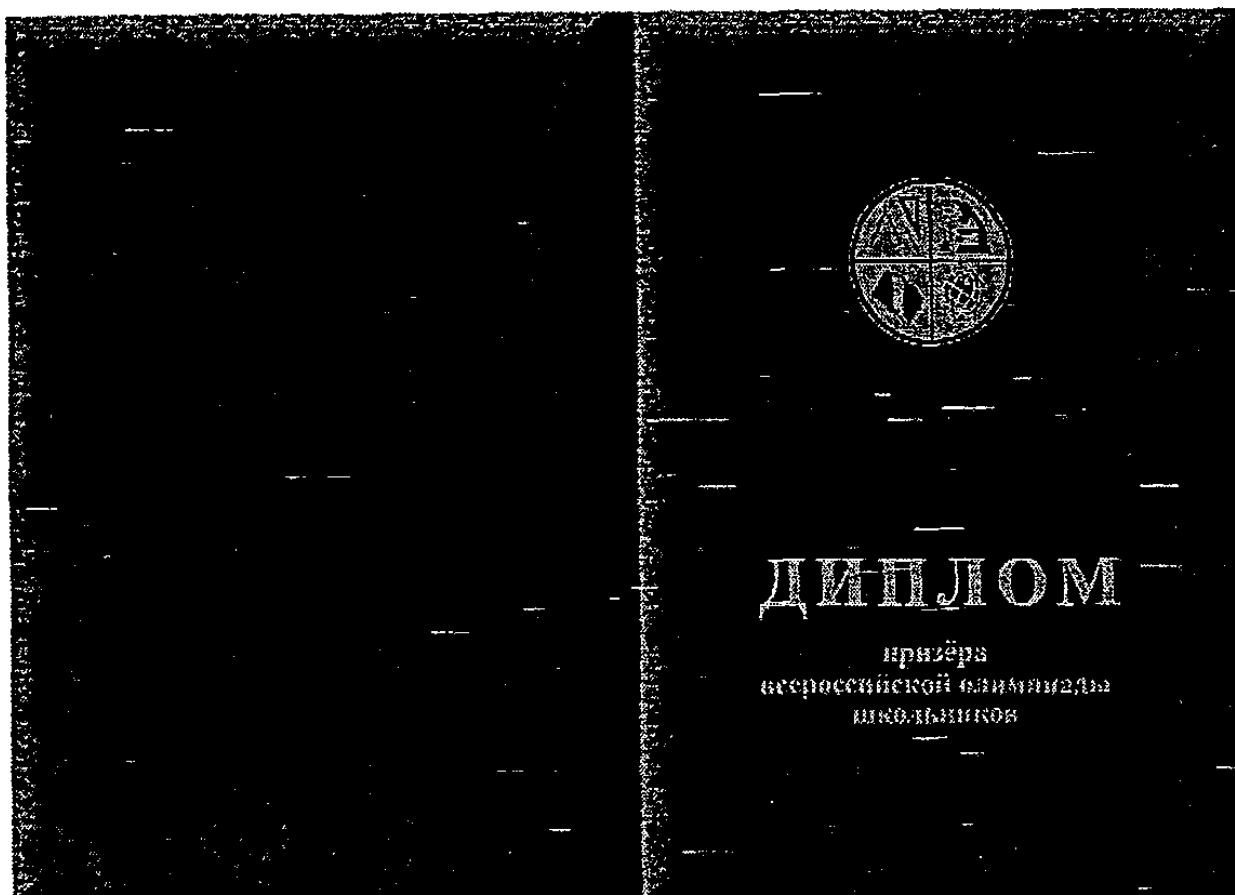 ДИПЛОМ
призёра
всероссийской олимпиады
школьников